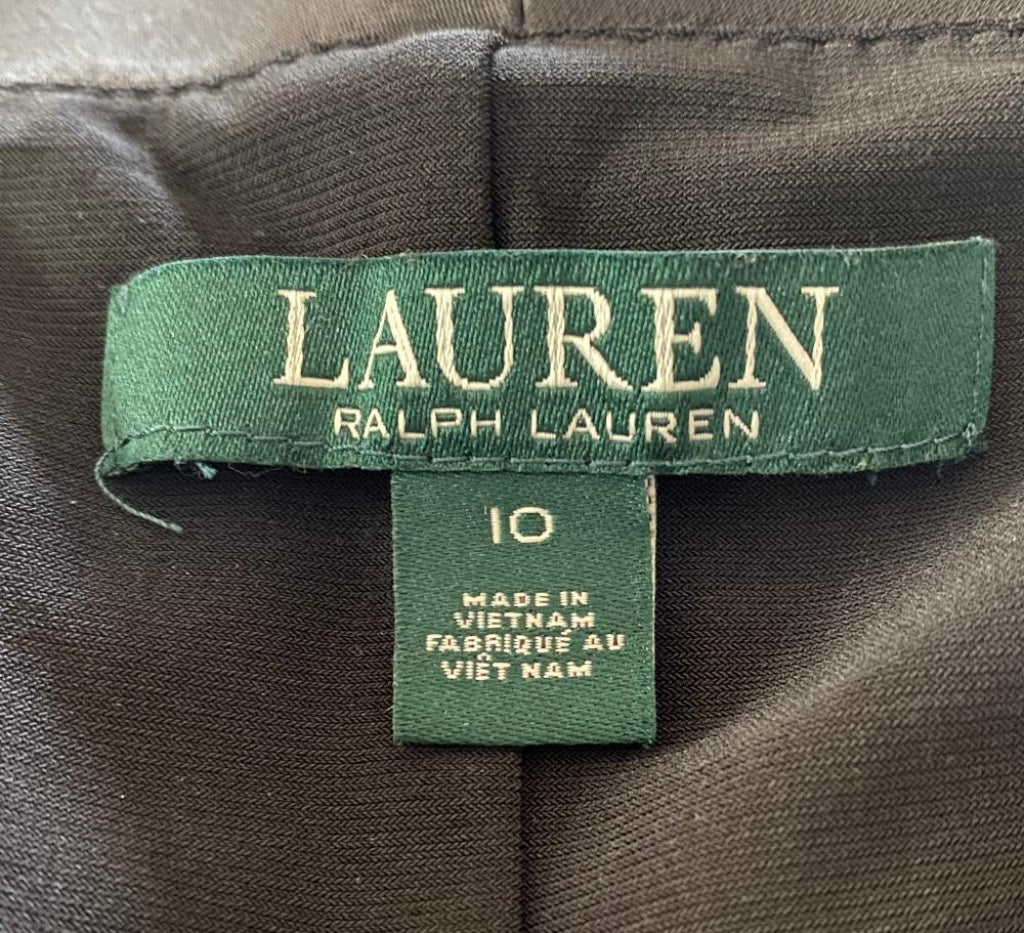 LAUREN
RALPH LAUREN
10
MADE IN
VIETNAM
FABRIQUÉ AU
VIÊT NAM